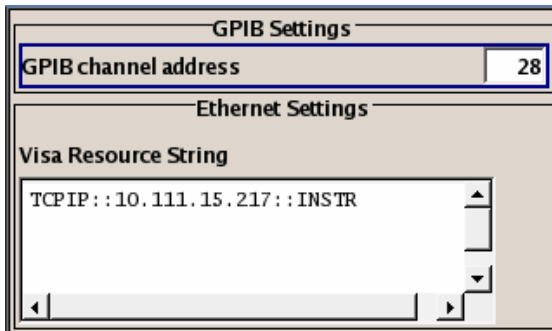 GPIB Settings
GPIB channel address 28
Ethernet Settings
Visa Resource String
TCPIP::10.111.15.217::INSTR